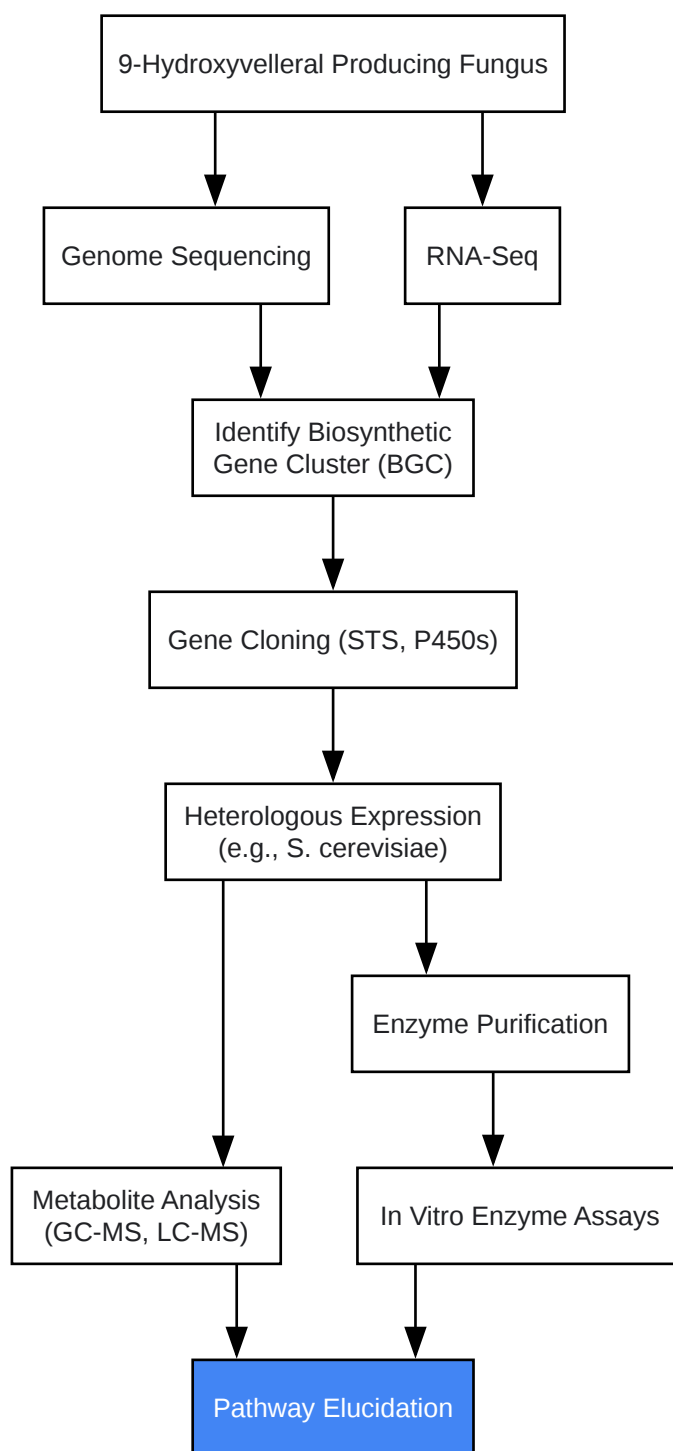 9-Hydroxyvelleral Producing Fungus
Genome Sequencing
RNA-Seq
Identify Biosynthetic
Gene Cluster (BGC)
Gene Cloning (STS, P450s)
Heterologous Expression
(e.g., S. cerevisiae)
Enzyme Purification
Metabolite Analysis
(GC-MS, LC-MS)
In Vitro Enzyme Assays
Pathway Elucidation